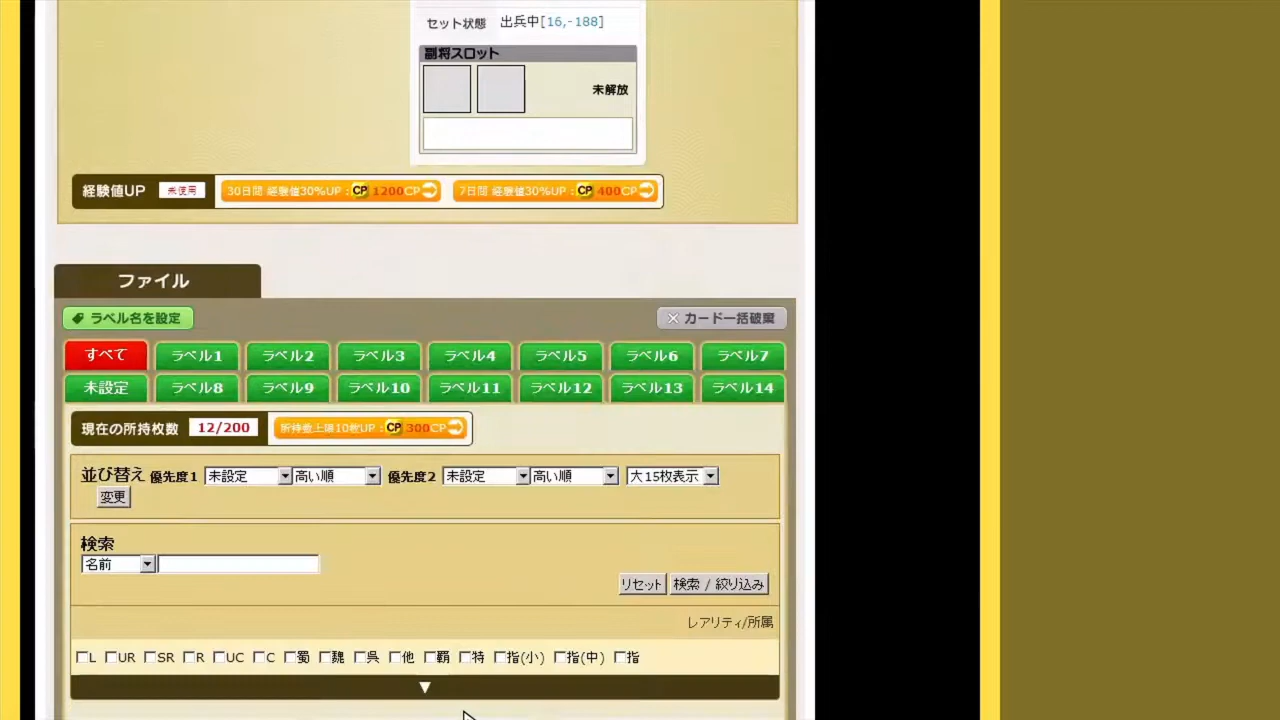 セット状態 出兵中[16,-188]
副将スロット
未解放
経験値UP 未使用 30日間 経験値30%UP：CP 1200CP 7日間 経験値30%UP：CP 400CP
ファイル
ラベル名を設定 カード一括破棄
すべて ラベル1 ラベル2 ラベル3 ラベル4 ラベル5 ラベル6 ラベル7
未設定 ラベル8 ラベル9 ラベル10 ラベル11 ラベル12 ラベル13 ラベル14
現在の所持枚数 12/200 所持数上限10枚UP：CP 300CP
並び替え 優先度1 未設定 高い順 優先度2 未設定 高い順 大15枚表示
変更
検索
名前
リセット 検索 / 絞り込み
レアリティ/所属
L UR SR R UC C 蜀 魏 呉 他 覇 特 指(小) 指(中) 指